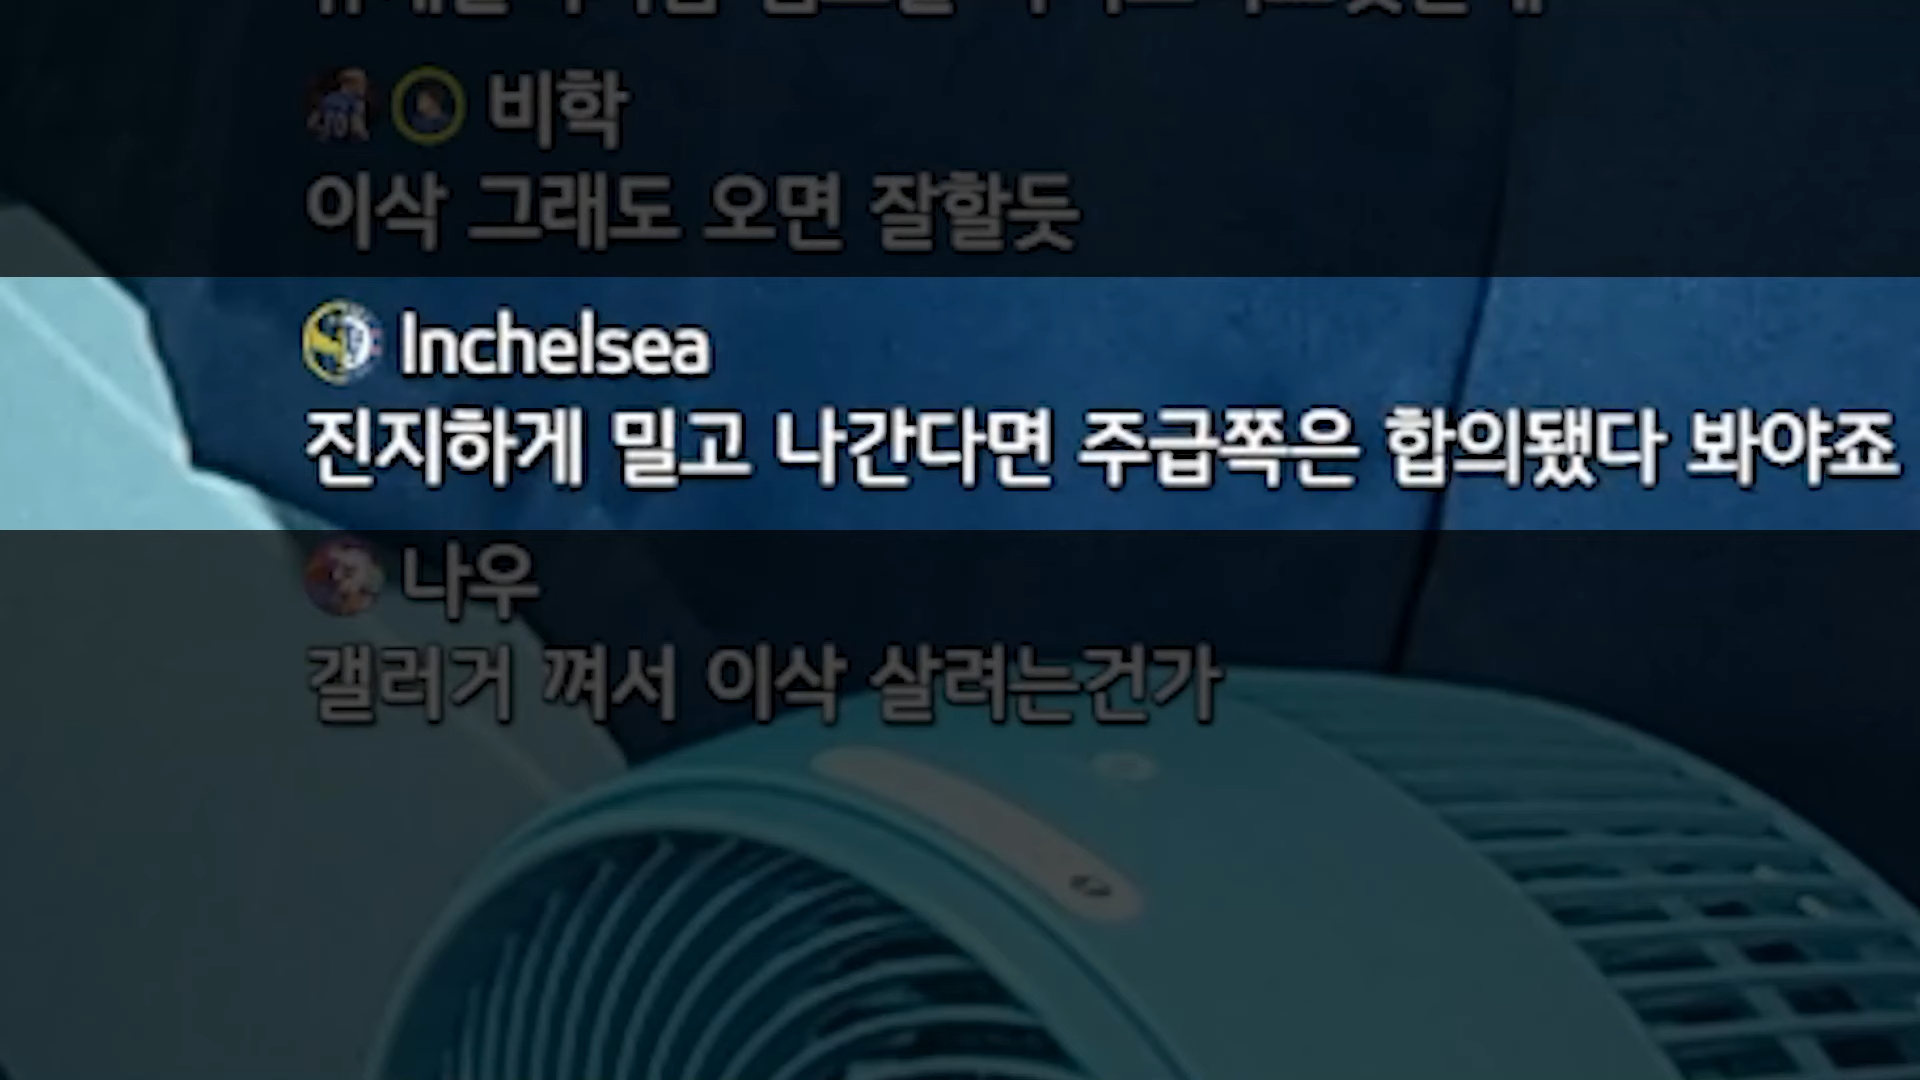 비학
이삭 그래도 오면 잘할듯
Inchelsea
진지하게 밀고 나간다면 주급쪽은 합의됐다 봐야죠
나우
갤러거 껴서 이삭 살려는건가